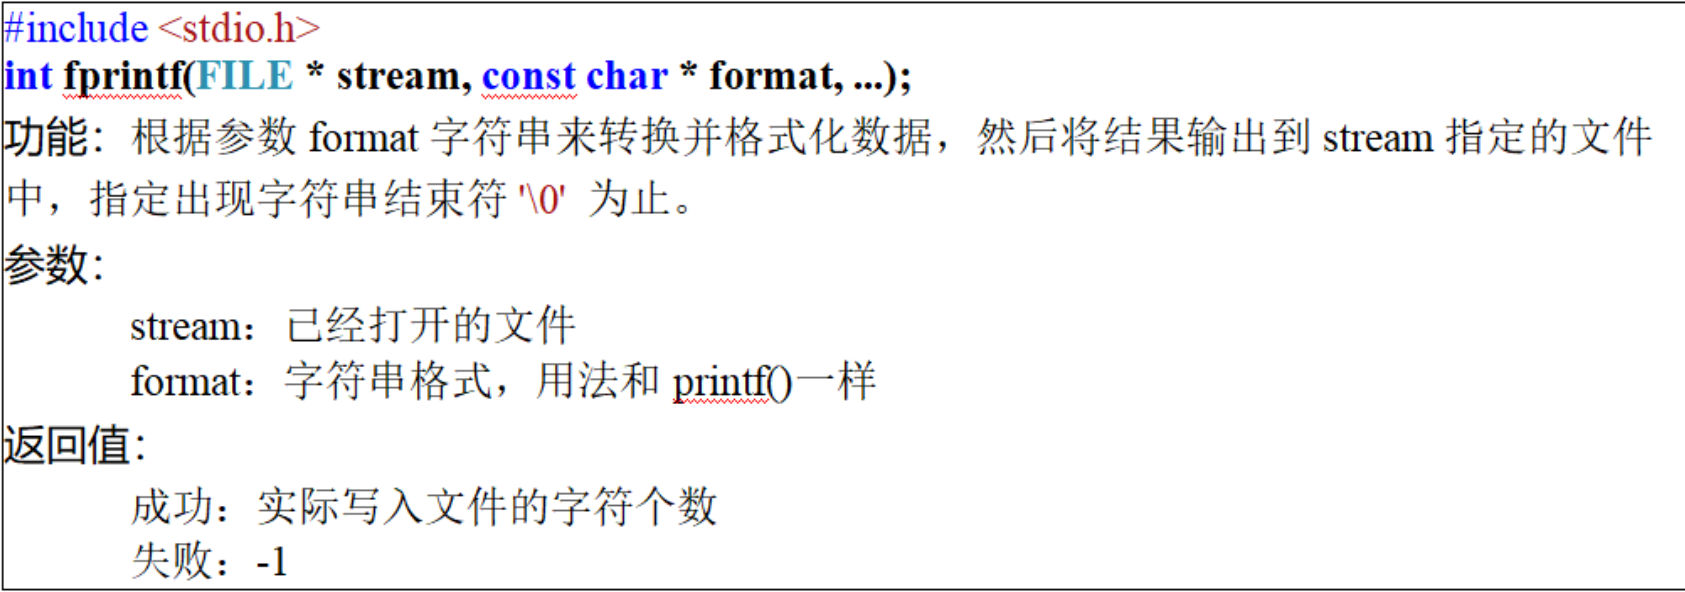 #include <stdio.h>
int fprintf(FILE * stream, const char * format, ...);
功能：根据参数 format 字符串来转换并格式化数据，然后将结果输出到 stream 指定的文件
中，指定出现字符串结束符 '\0' 为止。
参数：
stream：已经打开的文件
format：字符串格式，用法和 printf()一样
返回值：
成功：实际写入文件的字符个数
失败：-1